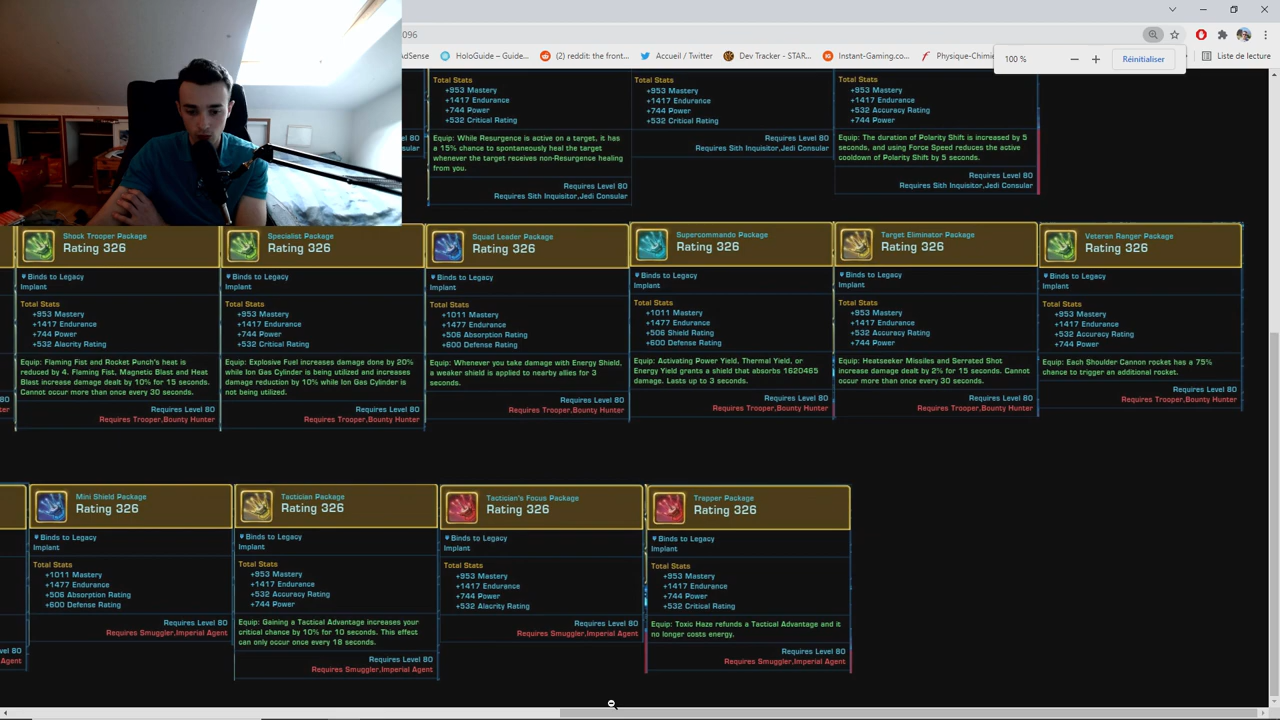 096
100 %
Réinitialiser
AdSense
HoloGuide – Guide...
(2) reddit: the front...
Accueil / Twitter
Dev Tracker - STAR...
Instant-Gaming.co...
Physique-Chimi
Liste de lecture
Total Stats
+953 Mastery
+1417 Endurance
+744 Power
+532 Critical Rating
Equip: While Resurgence is active on a target, it has
a 15% chance to spontaneously heal the target
whenever the target receives non-Resurgence healing
from you.
Requires Level 80
Requires Sith Inquisitor,Jedi Consular
Total Stats
+953 Mastery
+1417 Endurance
+744 Power
+532 Critical Rating
Requires Level 80
Requires Sith Inquisitor,Jedi Consular
Total Stats
+953 Mastery
+1417 Endurance
+532 Accuracy Rating
+744 Power
Equip: The duration of Polarity Shift is increased by 5
seconds, and using Force Speed reduces the active
cooldown of Polarity Shift by 5 seconds.
Requires Level 80
Requires Sith Inquisitor,Jedi Consular
Shock Trooper Package
Rating 326
Binds to Legacy
Implant
Total Stats
+953 Mastery
+1417 Endurance
+744 Power
+532 Alacrity Rating
Equip: Flaming Fist and Rocket Punch's heat is
reduced by 4. Flaming Fist, Magnetic Blast and Heat
Blast increase damage dealt by 10% for 15 seconds.
Cannot occur more than once every 30 seconds.
Requires Level 80
Requires Trooper,Bounty Hunter
Specialist Package
Rating 326
Binds to Legacy
Implant
Total Stats
+953 Mastery
+1417 Endurance
+744 Power
+532 Critical Rating
Equip: Explosive Fuel increases damage done by 20%
while Ion Gas Cylinder is being utilized and increases
damage reduction by 10% while Ion Gas Cylinder is
not being utilized.
Requires Level 80
Requires Trooper,Bounty Hunter
Squad Leader Package
Rating 326
Binds to Legacy
Implant
Total Stats
+1011 Mastery
+1477 Endurance
+506 Absorption Rating
+600 Defense Rating
Equip: Whenever you take damage with Energy Shield,
a weaker shield is applied to nearby allies for 3
seconds.
Requires Level 80
Requires Trooper,Bounty Hunter
Supercommando Package
Rating 326
Binds to Legacy
Implant
Total Stats
+1011 Mastery
+1477 Endurance
+506 Shield Rating
+600 Defense Rating
Equip: Activating Power Yield, Thermal Yield, or
Energy Yield grants a shield that absorbs 1620465
damage. Lasts up to 3 seconds.
Requires Level 80
Requires Trooper,Bounty Hunter
Target Eliminator Package
Rating 326
Binds to Legacy
Implant
Total Stats
+953 Mastery
+1417 Endurance
+532 Accuracy Rating
+744 Power
Equip: Heatseeker Missiles and Serrated Shot
increase damage dealt by 2% for 15 seconds. Cannot
occur more than once every 30 seconds.
Requires Level 80
Requires Trooper,Bounty Hunter
Veteran Ranger Package
Rating 326
Binds to Legacy
Implant
Total Stats
+953 Mastery
+1417 Endurance
+532 Accuracy Rating
+744 Power
Equip: Each Shoulder Cannon rocket has a 75%
chance to trigger an additional rocket.
Requires Level 80
Requires Trooper,Bounty Hunter
vel 80
Agent
Mini Shield Package
Rating 326
Binds to Legacy
Implant
Total Stats
+1011 Mastery
+1477 Endurance
+506 Absorption Rating
+600 Defense Rating
Requires Level 80
Requires Smuggler,Imperial Agent
Tactician Package
Rating 326
Binds to Legacy
Implant
Total Stats
+953 Mastery
+1417 Endurance
+532 Accuracy Rating
+744 Power
Equip: Gaining a Tactical Advantage increases your
critical chance by 10% for 10 seconds. This effect
can only occur once every 18 seconds.
Requires Level 80
Requires Smuggler,Imperial Agent
Tactician's Focus Package
Rating 326
Binds to Legacy
Implant
Total Stats
+953 Mastery
+1417 Endurance
+744 Power
+532 Alacrity Rating
Requires Level 80
Requires Smuggler,Imperial Agent
Trapper Package
Rating 326
Binds to Legacy
Implant
Total Stats
+953 Mastery
+1417 Endurance
+744 Power
+532 Critical Rating
Equip: Toxic Haze refunds a Tactical Advantage and it
no longer costs energy.
Requires Level 80
Requires Smuggler,Imperial Agent